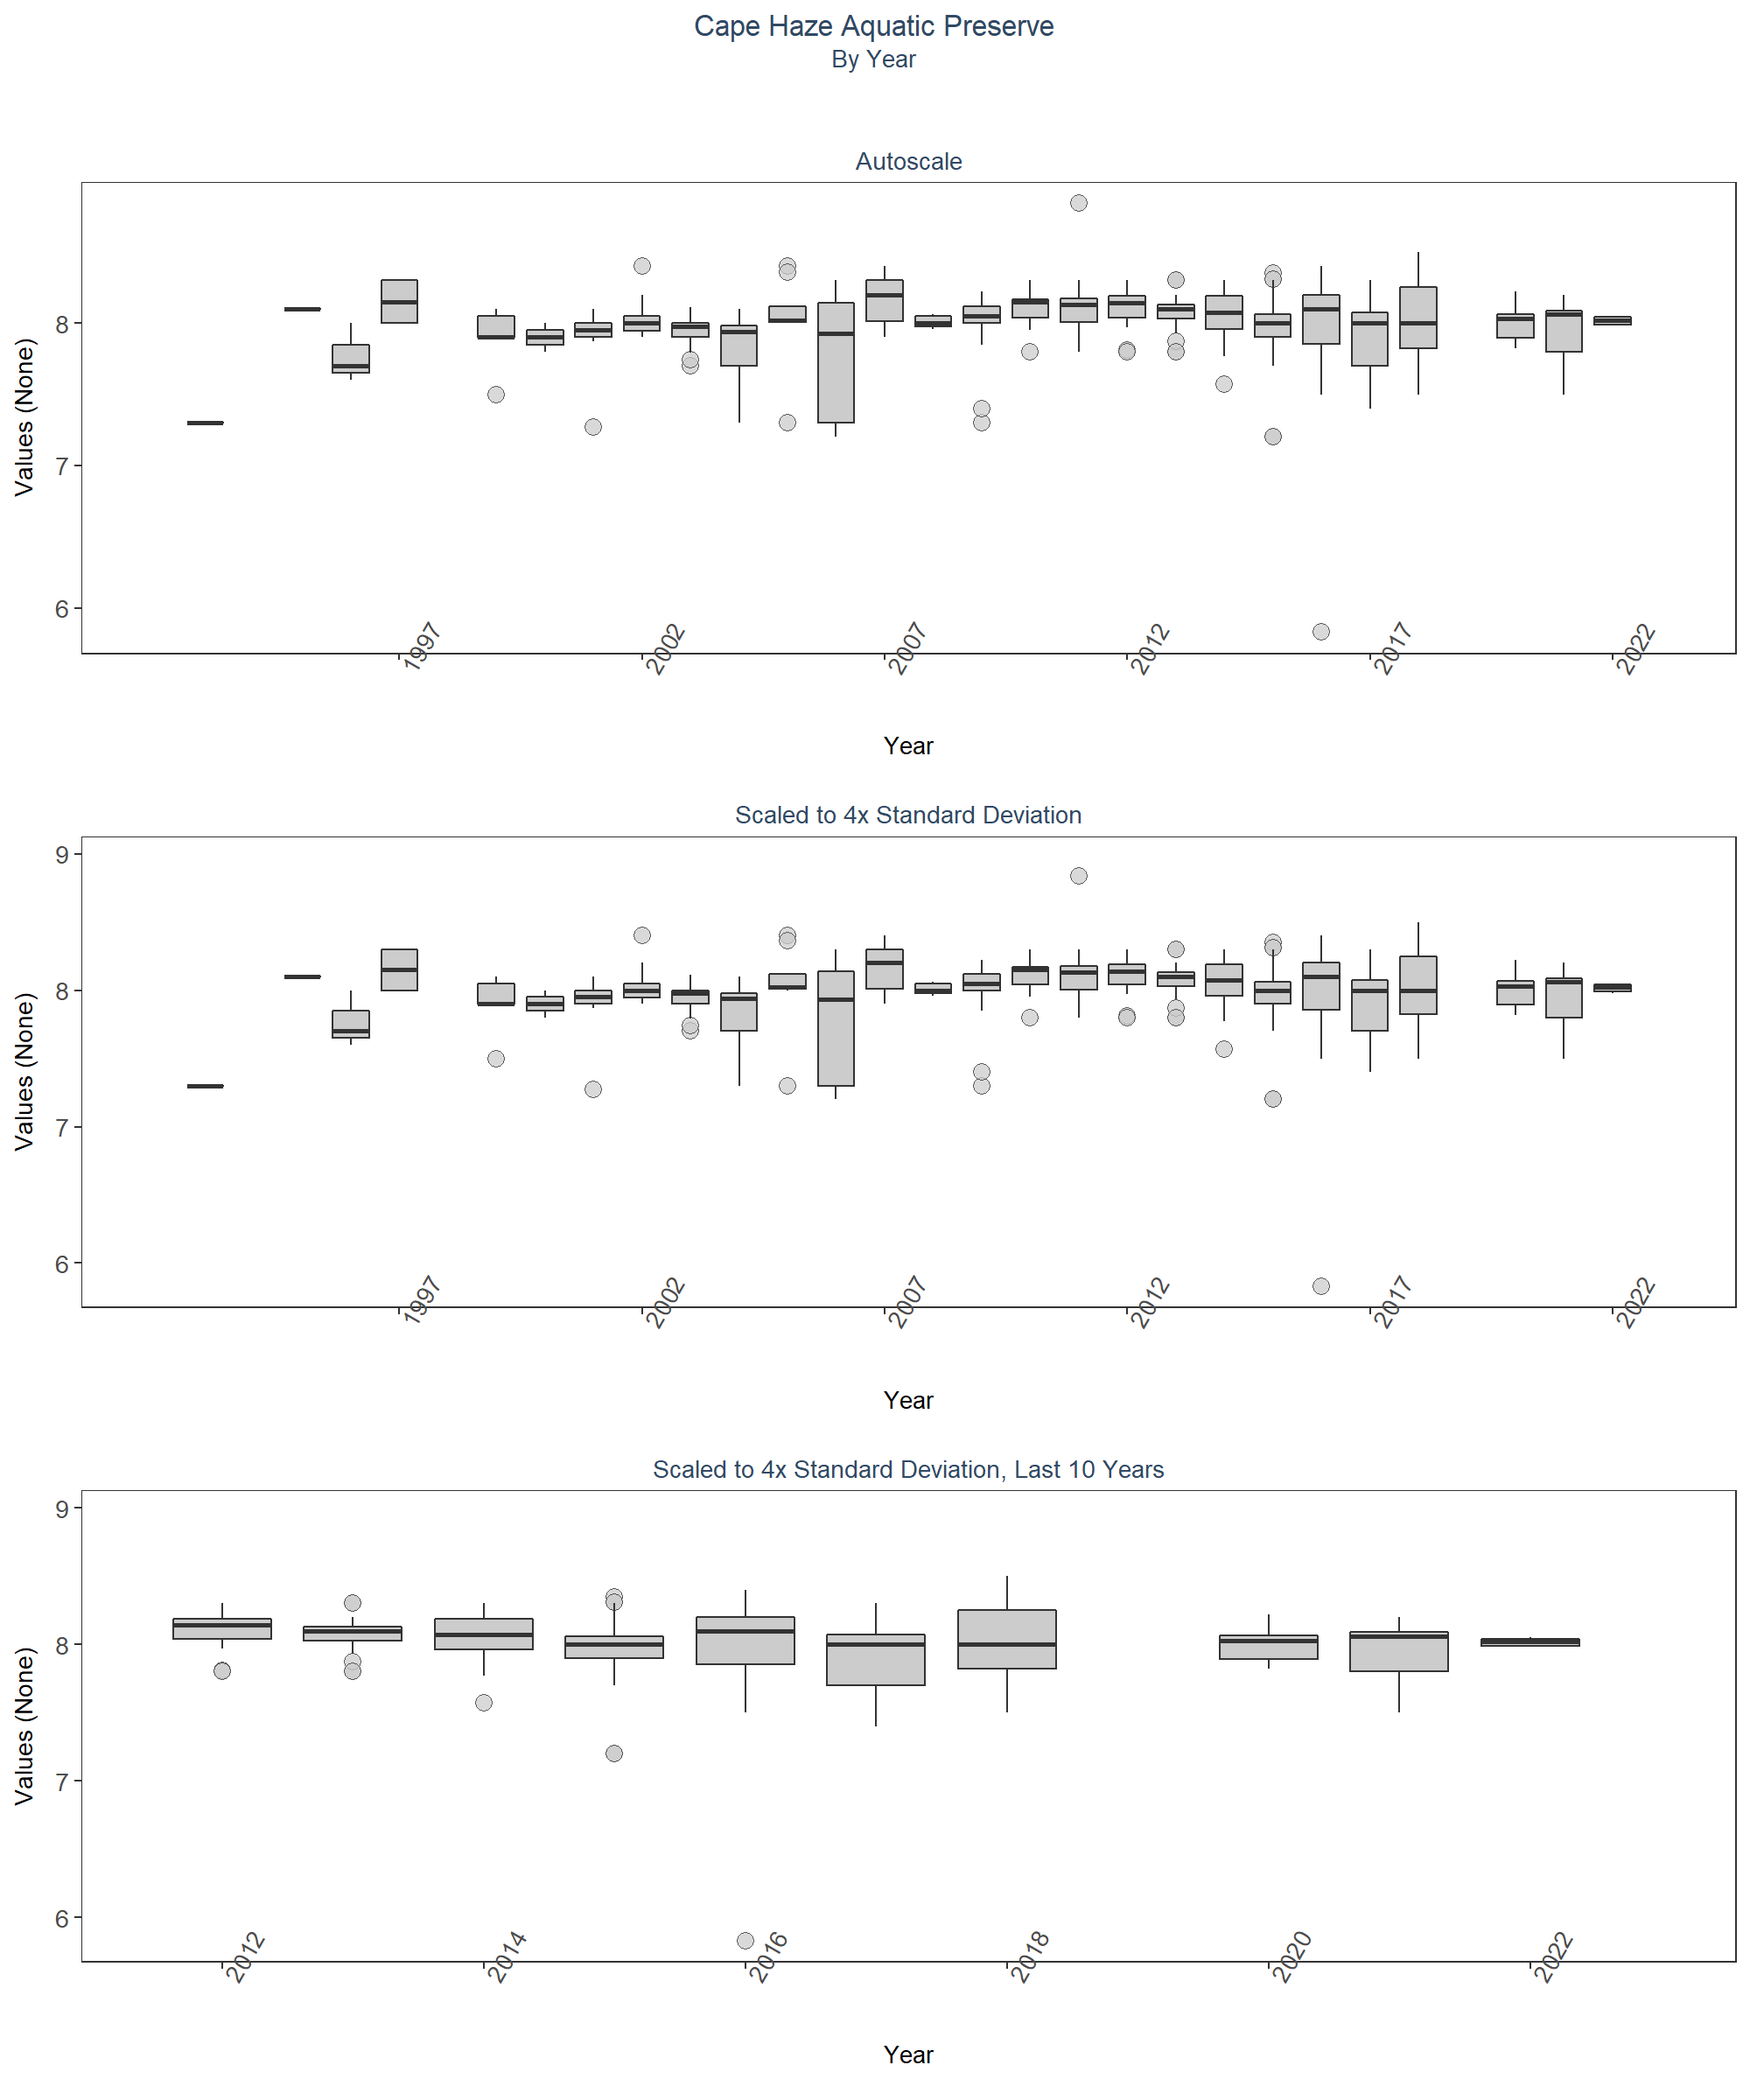 Cape Haze Aquatic Preserve
By Year
Autoscale
Values (None)
8
7
6
1997 2002 2007 2012 2017 2022
Year
Scaled to 4x Standard Deviation
Values (None)
9
8
7
6
1997 2002 2007 2012 2017 2022
Year
Scaled to 4x Standard Deviation, Last 10 Years
Values (None)
9
8
7
6
2012 2014 2016 2018 2020 2022
Year